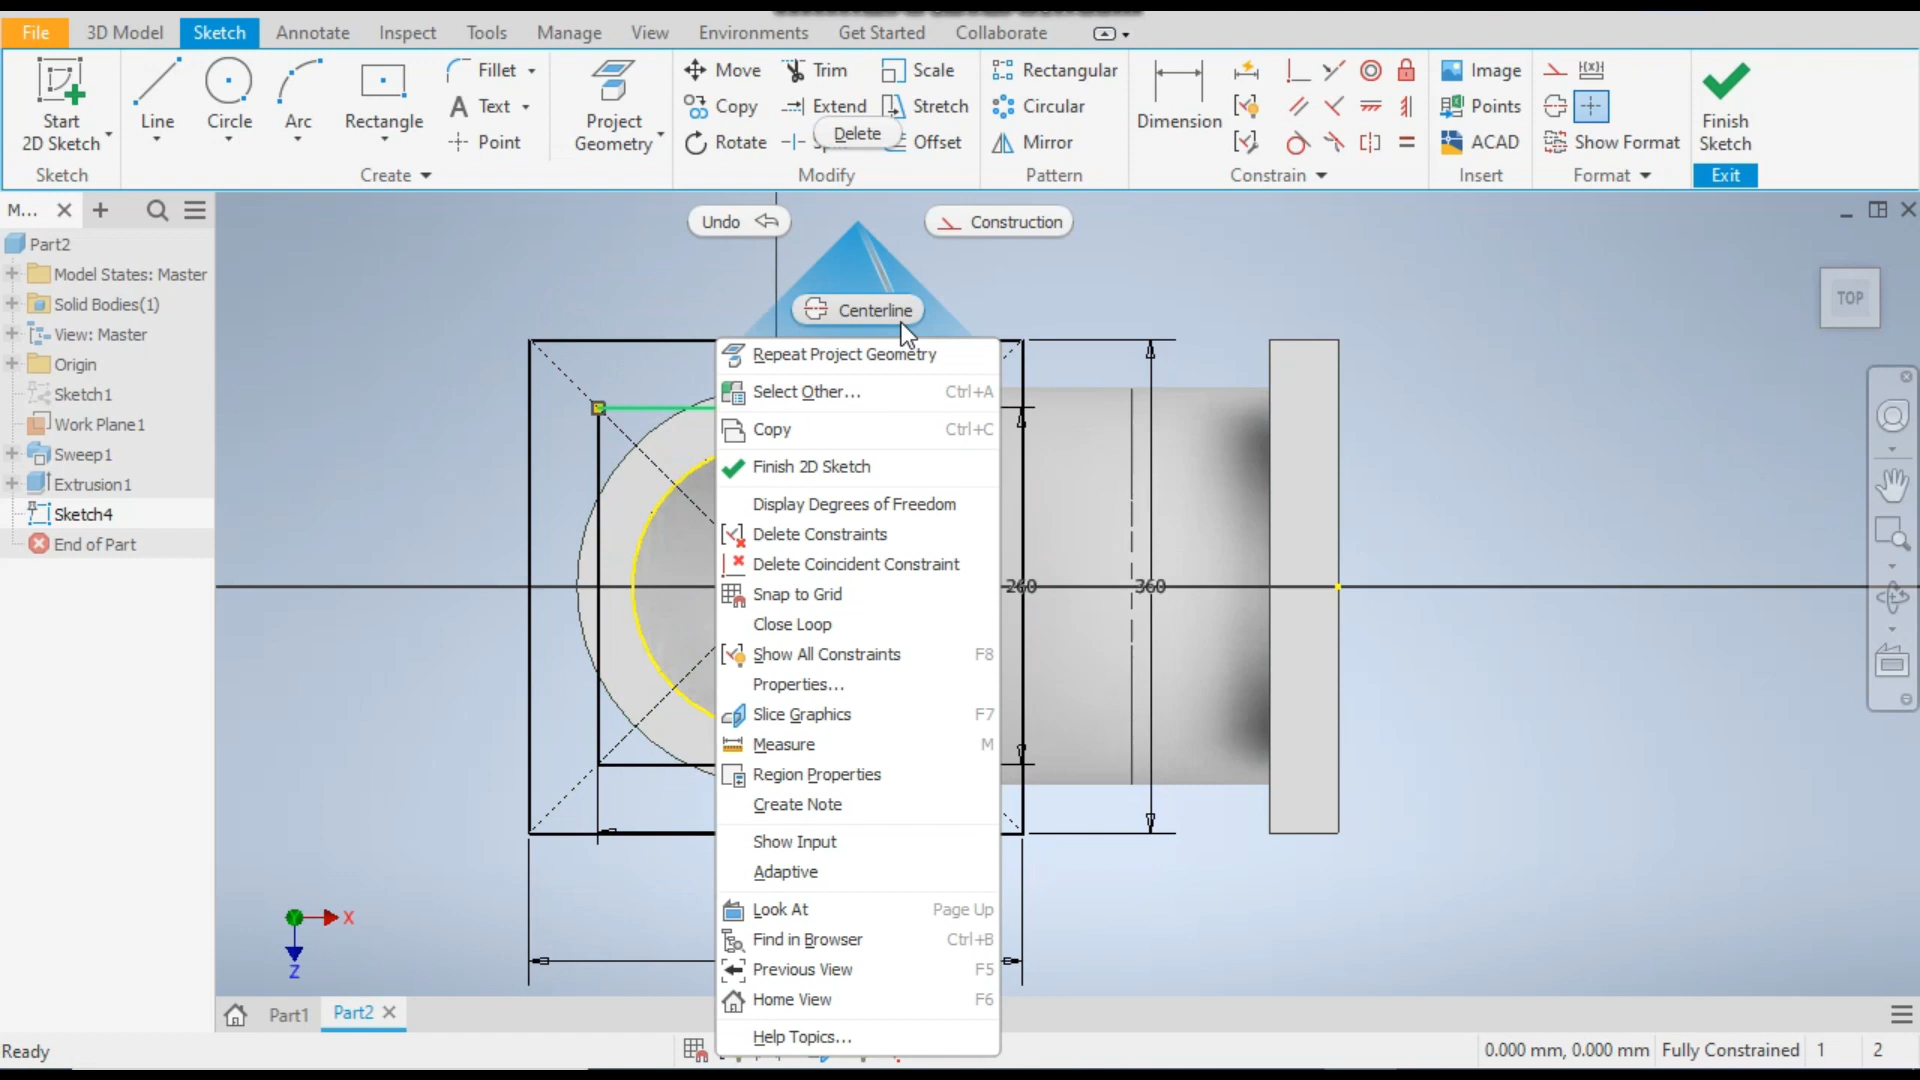 File 3D Model Sketch Annotate Inspect Tools Manage View Environments Get Started Collaborate
Start 2D Sketch
Line
Circle
Arc
Rectangle
Fillet
Text
Point
Project Geometry
Move
Copy
Rotate
Trim
Extend
Scale
Stretch
Offset
Delete
Rectangular
Circular
Mirror
Dimension
Image
Points
ACAD
Show Format
Finish Sketch
Sketch Create Modify Pattern Constrain Insert Format Exit
M...
Part2
Model States: Master
Solid Bodies(1)
View: Master
Origin
Sketch1
Work Plane1
Sweep1
Extrusion1
Sketch4
End of Part
Undo
Construction
Centerline
TOP
Repeat Project Geometry
Select Other... Ctrl+A
Copy Ctrl+C
Finish 2D Sketch
Display Degrees of Freedom
Delete Constraints
Delete Coincident Constraint
Snap to Grid
Close Loop
Show All Constraints F8
Properties...
Slice Graphics F7
Measure M
Region Properties
Create Note
Show Input
Adaptive
Look At Page Up
Find in Browser Ctrl+B
Previous View F5
Home View F6
Help Topics...
260
360
X
Z
Part1 Part2
Ready
0.000 mm, 0.000 mm Fully Constrained 1 2